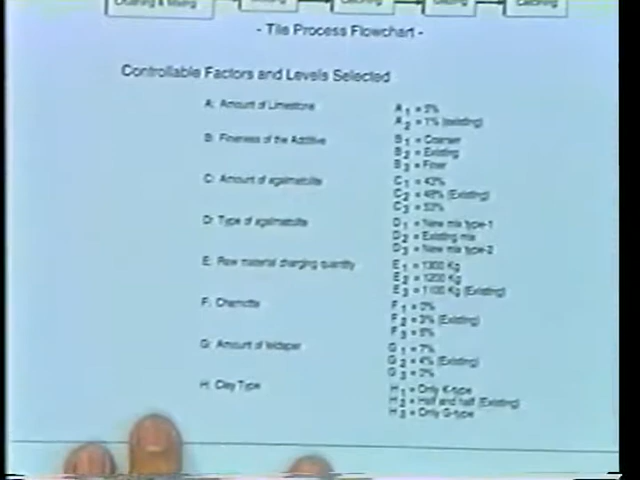 Glazing
- Tile Process Flowchart -
Controllable Factors and Levels Selected
A: Amount of Limestone
A1 = 5%
A2 = 1% (existing)
B: Fineness of the Additive
B1 = Coarser
B2 = Existing
B3 = Finer
C: Amount of agalmatolite
C1 = 43%
C2 = 48% (Existing)
C3 = 53%
D: Type of agalmatolite
D1 = New mix type-1
D2 = Existing mix
D3 = New mix type-2
E: Raw material charging quantity
E1 = 1300 Kg
E2 = 1200 Kg
E3 = 1100 Kg (Existing)
F: Chamotte
F1 = 0%
F2 = 3% (Existing)
F3 = 5%
G: Amount of feldspar
G1 = 7%
G2 = 4% (Existing)
G3 = 0%
H: Clay Type
H1 = Only K-type
H2 = Half and half (Existing)
H3 = Only G-type